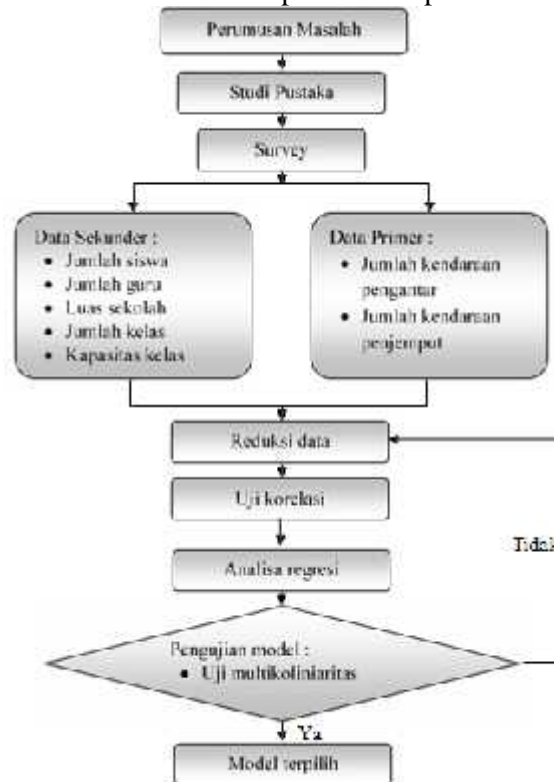 Perumusan Masalah
Studi Pustaka
Survey
Data Sekunder :
• Jumlah siswa
• Jumlah guru
• Luas sekolah
• Jumlah kelas
• Kapasitas kelas
Data Primer :
• Jumlah kendaraan
pengantar
• Jumlah kendaraan
penjemput
Reduksi data
Uji korelasi
Analisa regresi
Tidak
Pengujian model :
• Uji multikoliniaritas
Ya
Model terpilih